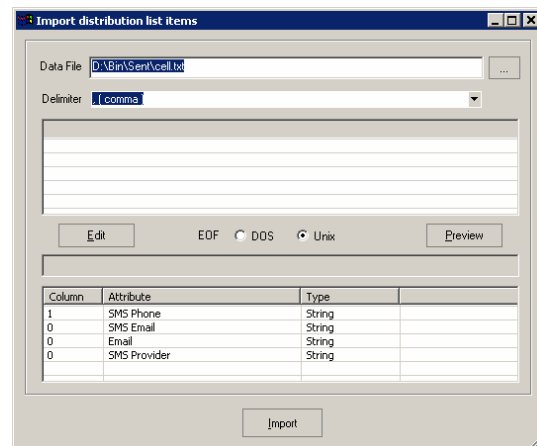 Import distribution list items
Data File D:\Bin\Sent\cell.txt ...
Delimiter , ( comma )
Edit EOF DOS Unix Preview
Column Attribute Type
1 SMS Phone String
0 SMS Email String
0 Email String
0 SMS Provider String
Import